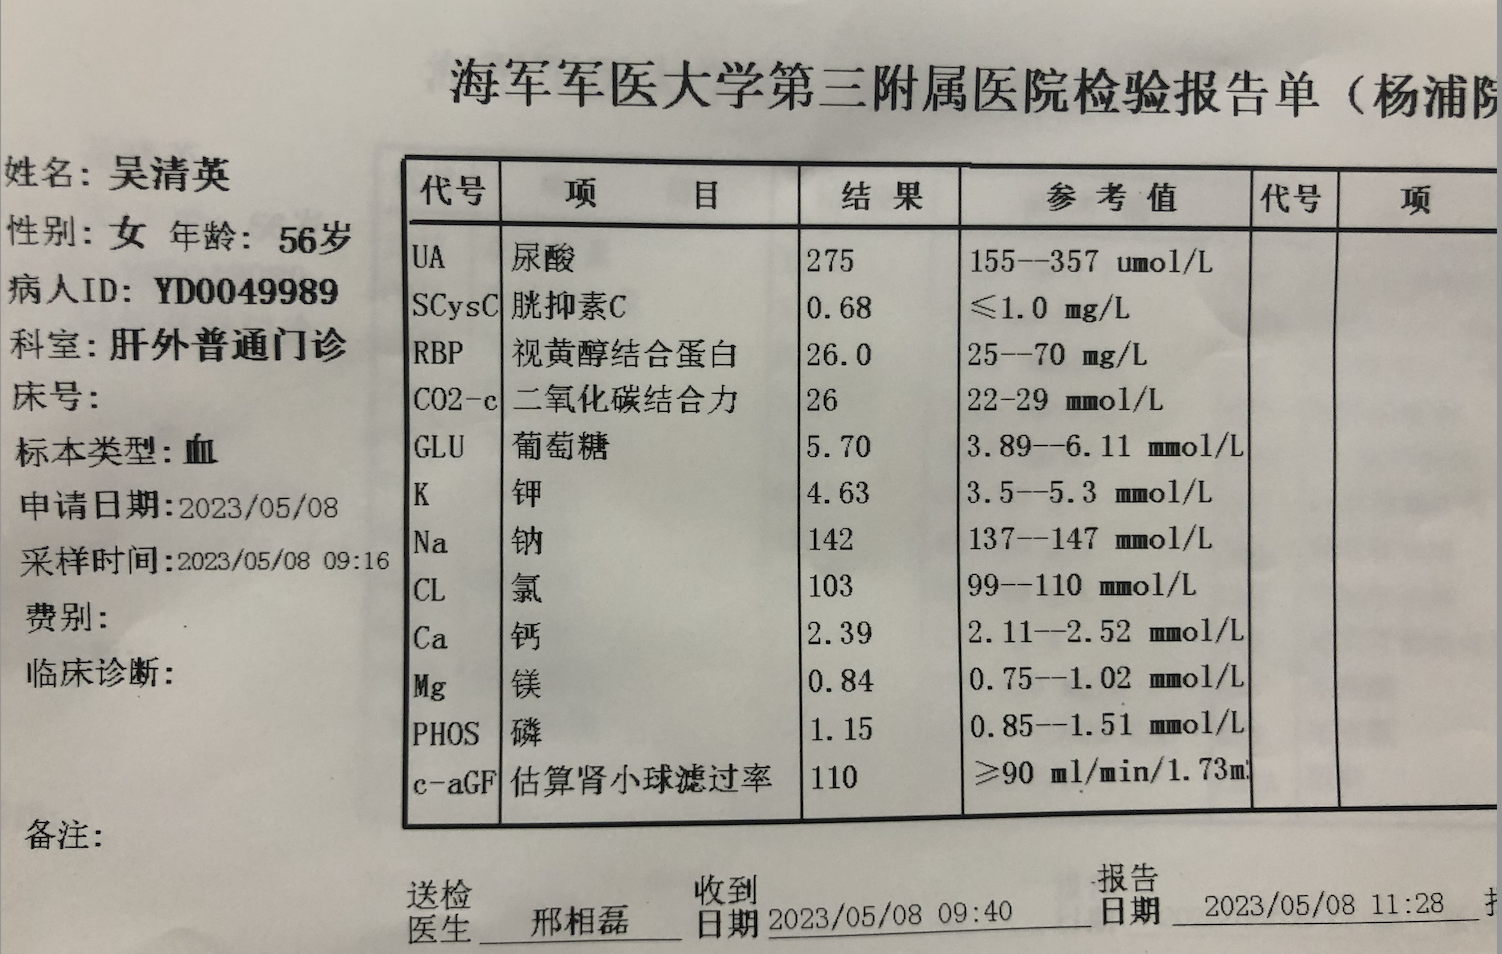 海军军医大学第三附属医院检验报告单（杨浦院
姓名：吴清英
性别：女 年龄：56岁
病人ID：YD0049989
科室：肝外普通门诊
床号：
标本类型：血
申请日期：2023/05/08
采样时间：2023/05/08 09:16
费别：
临床诊断：
备注：
代号 项目 结果 参考值 代号 项
UA 尿酸 275 155--357 umol/L
SCysC 胱抑素C 0.68 ≤1.0 mg/L
RBP 视黄醇结合蛋白 26.0 25--70 mg/L
CO2-c 二氧化碳结合力 26 22-29 mmol/L
GLU 葡萄糖 5.70 3.89--6.11 mmol/L
K 钾 4.63 3.5--5.3 mmol/L
Na 钠 142 137--147 mmol/L
CL 氯 103 99--110 mmol/L
Ca 钙 2.39 2.11--2.52 mmol/L
Mg 镁 0.84 0.75--1.02 mmol/L
PHOS 磷 1.15 0.85--1.51 mmol/L
c-aGF 估算肾小球滤过率 110 ≥90 ml/min/1.73m
送检医生 邢相磊 收到日期 2023/05/08 09:40 报告日期 2023/05/08 11:28